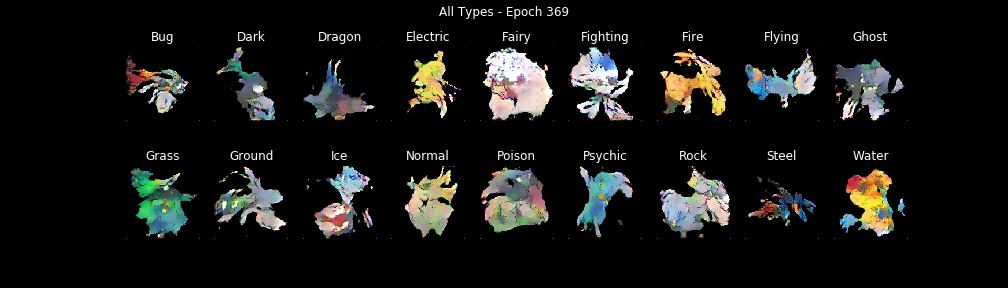 All Types - Epoch 369
Bug Dark Dragon Electric Fairy Fighting Fire Flying Ghost
Grass Ground Ice Normal Poison Psychic Rock Steel Water